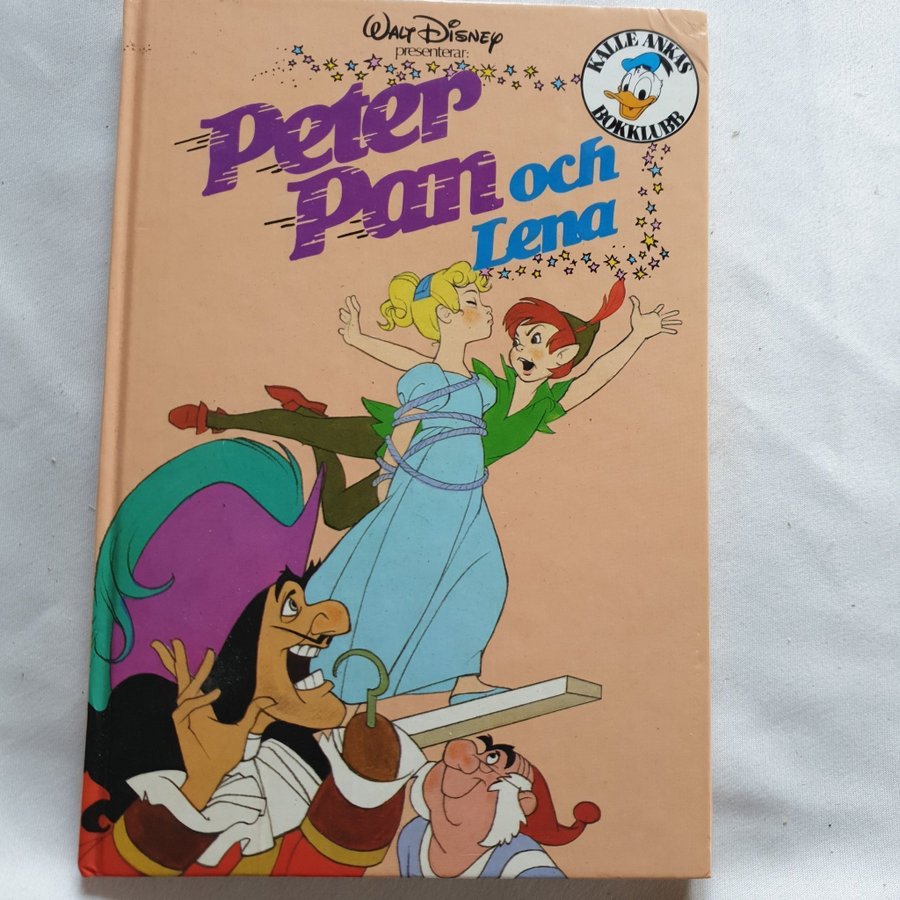 WALT DISNEY
presenterar:
KALLE ANKAS
BOKKLUBB
Peter
Pan och
Lena